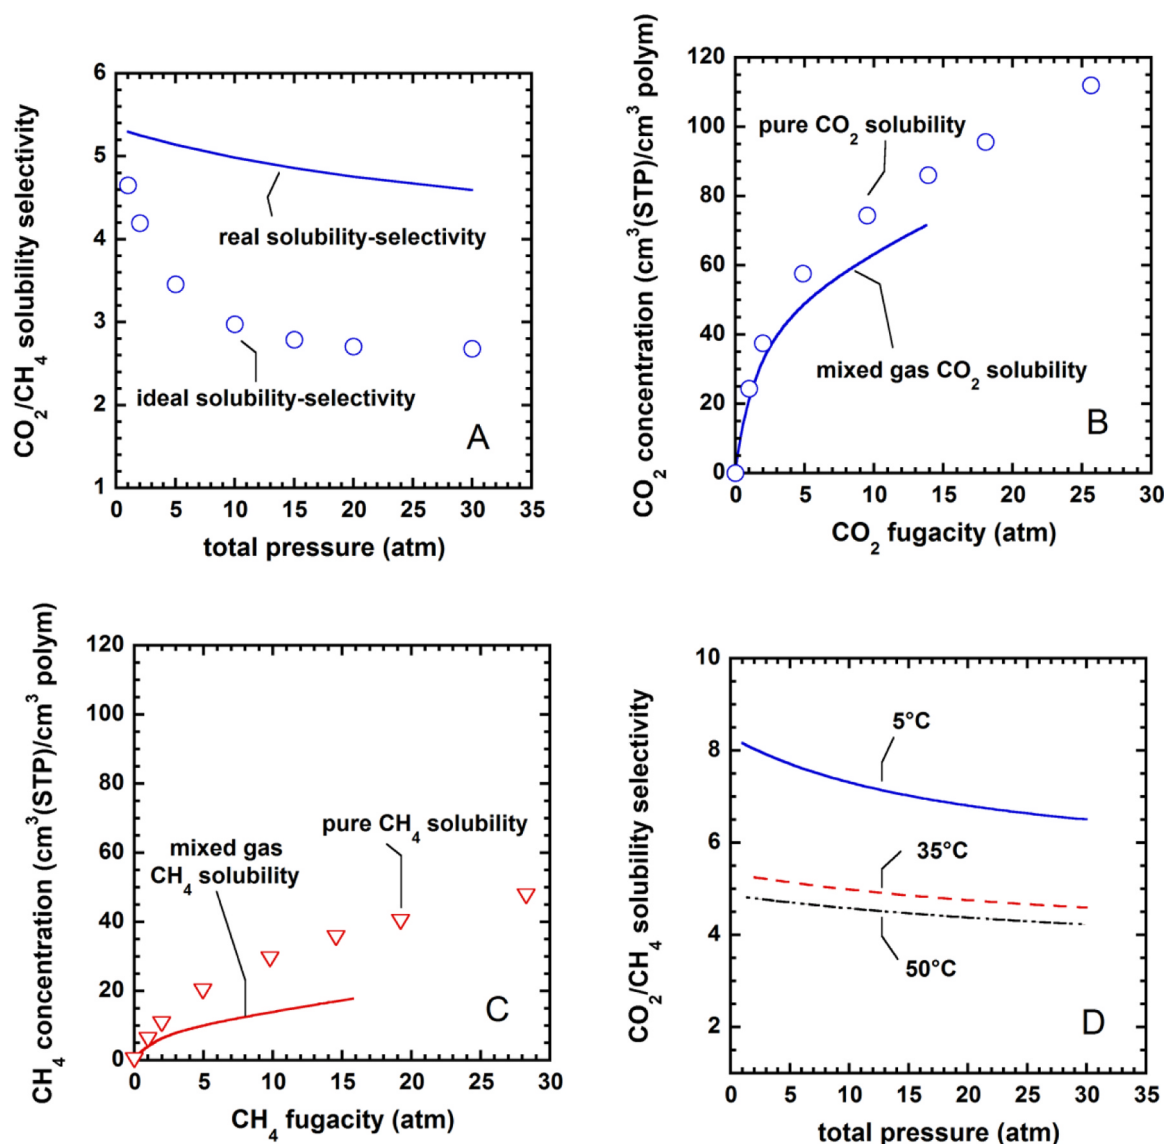 CO₂/CH₄ solubility selectivity
6
5
4
3
2
1
real solubility-selectivity
ideal solubility-selectivity
A
0 5 10 15 20 25 30 35
total pressure (atm)
CO₂ concentration (cm³(STP)/cm³ polym)
120
100
80
60
40
20
0
pure CO₂ solubility
mixed gas CO₂ solubility
B
0 5 10 15 20 25 30
CO₂ fugacity (atm)
CH₄ concentration (cm³(STP)/cm³ polym)
120
100
80
60
40
20
0
pure CH₄ solubility
mixed gas
CH₄ solubility
C
0 5 10 15 20 25 30
CH₄ fugacity (atm)
CO₂/CH₄ solubility selectivity
10
8
6
4
2
5°C
35°C
50°C
D
0 5 10 15 20 25 30 35
total pressure (atm)